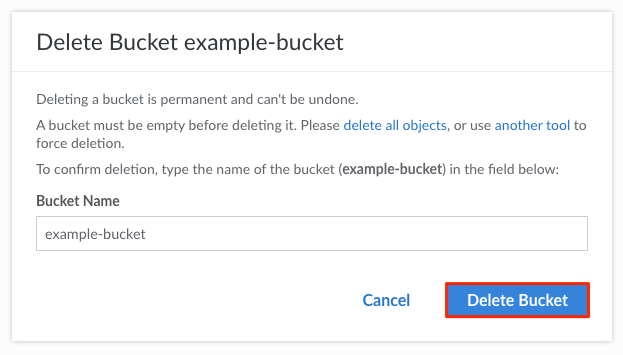 Delete Bucket example-bucket
Deleting a bucket is permanent and can't be undone.
A bucket must be empty before deleting it. Please delete all objects, or use another tool to
force deletion.
To confirm deletion, type the name of the bucket (example-bucket) in the field below:
Bucket Name
example-bucket
Cancel Delete Bucket